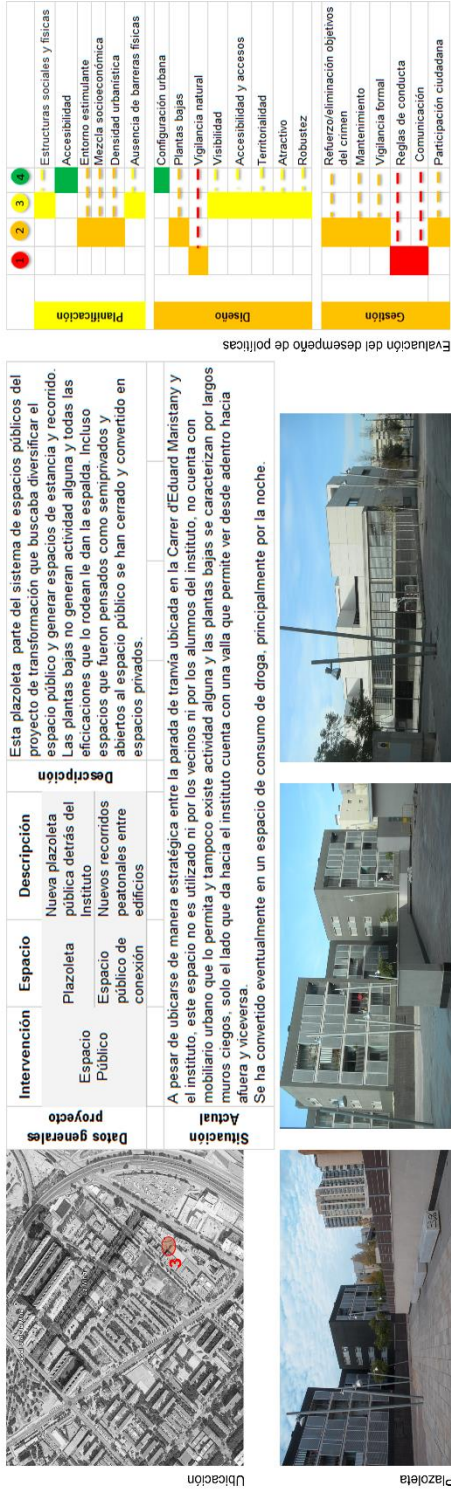 Ubicación
3
Datos generales
proyecto
Intervención
Espacio
Descripción
Espacio
Público
Plazoleta
Nueva plazoleta
pública detrás del
Instituto
Espacio
público de
conexión
Nuevos recorridos
peatonales entre
edificios
Descripción
Esta plazoleta parte del sistema de espacios públicos del
proyecto de transformación que buscaba diversificar el
espacio público y generar espacios de estancia y recorrido.
Las plantas bajas no generan actividad alguna y todas las
eficicaciones que lo rodean le dan la espalda. Incluso
espacios que fueron pensados como semiprivados y
abiertos al espacio público se han cerrado y convertido en
espacios privados.
Situación
Actual
A pesar de ubicarse de manera estratégica entre la parada de tranvía ubicada en la Carrer d'Eduard Maristany y
el instituto, este espacio no es utilizado ni por los vecinos ni por los alumnos del instituto, no cuenta con
mobiliario urbano que lo permita y tampoco existe actividad alguna y las plantas bajas se caracterizan por largos
muros ciegos, solo el lado que da hacia el instituto cuenta con una valla que permite ver desde adentro hacia
afuera y viceversa.
Se ha convertido eventualmente en un espacio de consumo de droga, principalmente por la noche.
Plazoleta
Evaluación del desempeño de políticas
1 2 3 4
Planificación
Estructuras sociales y físicas
Accesibilidad
Entorno estimulante
Mezcla socioeconómica
Densidad urbanística
Ausencia de barreras físicas
Diseño
Configuración urbana
Plantas bajas
Vigilancia natural
Visibilidad
Accesibilidad y accesos
Territorialidad
Atractivo
Robustez
Gestión
Refuerzo/eliminación objetivos
del crimen
Mantenimiento
Vigilancia formal
Reglas de conducta
Comunicación
Participación ciudadana